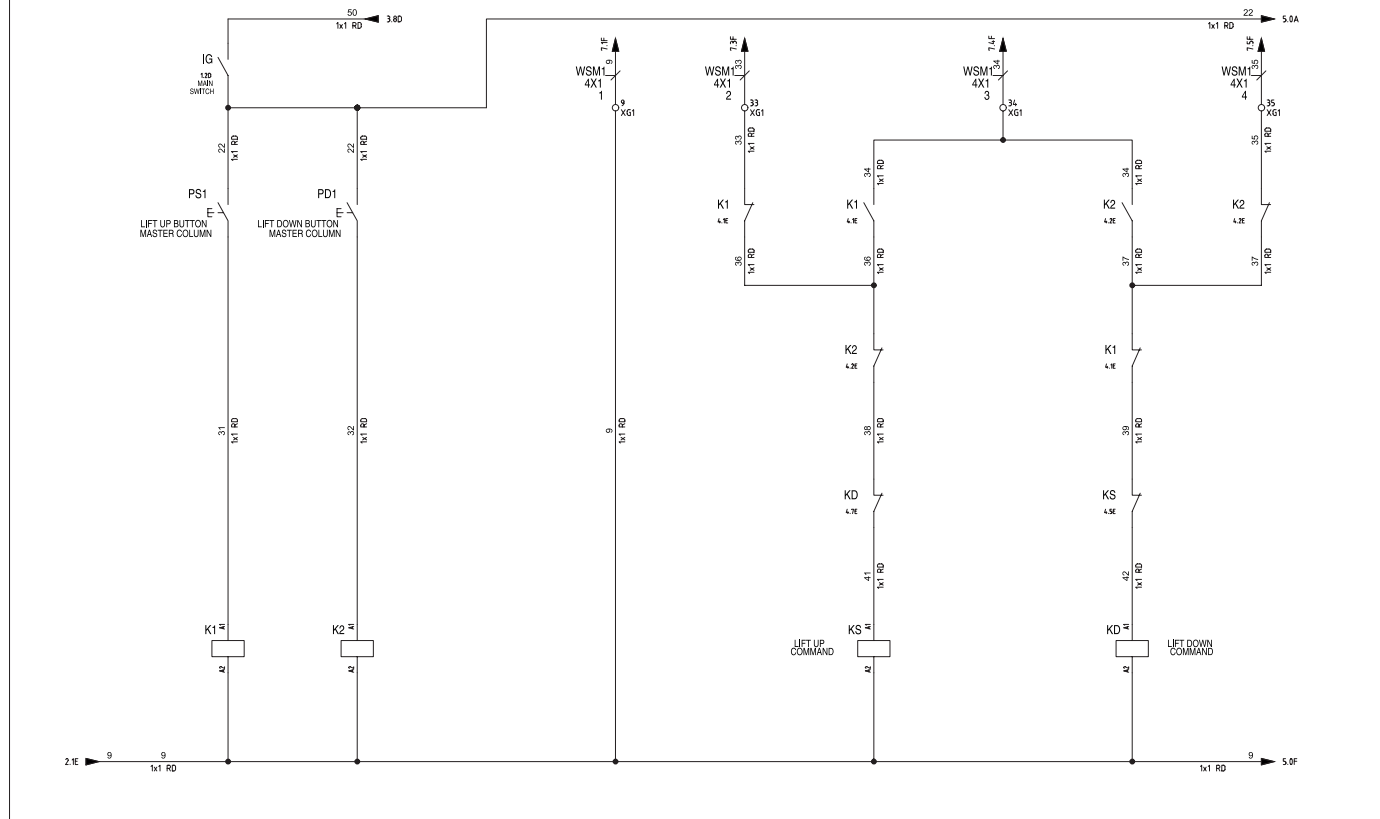 50
3.8D
1x1 RD
22
1x1 RD
5.0A
IG
1.2D
MAIN
SWITCH
7.1F
9
WSM1
4X1
1
9
XG1
7.3F
33
WSM1
4X1
2
33
XG1
7.4F
34
WSM1
4X1
3
34
XG1
7.5F
35
WSM1
4X1
4
35
XG1
22
1x1 RD
22
1x1 RD
33
1x1 RD
34
1x1 RD
34
1x1 RD
35
1x1 RD
PS1
LIFT UP BUTTON
MASTER COLUMN
PD1
LIFT DOWN BUTTON
MASTER COLUMN
K1
4.1E
K1
4.1E
K2
4.2E
K2
4.2E
36
1x1 RD
36
1x1 RD
37
1x1 RD
37
1x1 RD
K2
4.2E
K1
4.1E
31
1x1 RD
32
1x1 RD
9
1x1 RD
38
1x1 RD
39
1x1 RD
KD
4.7E
KS
4.5E
41
1x1 RD
42
1x1 RD
K1
A1
A2
K2
A1
A2
LIFT UP
COMMAND
KS
A1
A2
KD
A1
A2
LIFT DOWN
COMMAND
2.1E
9
9
1x1 RD
9
1x1 RD
5.0F